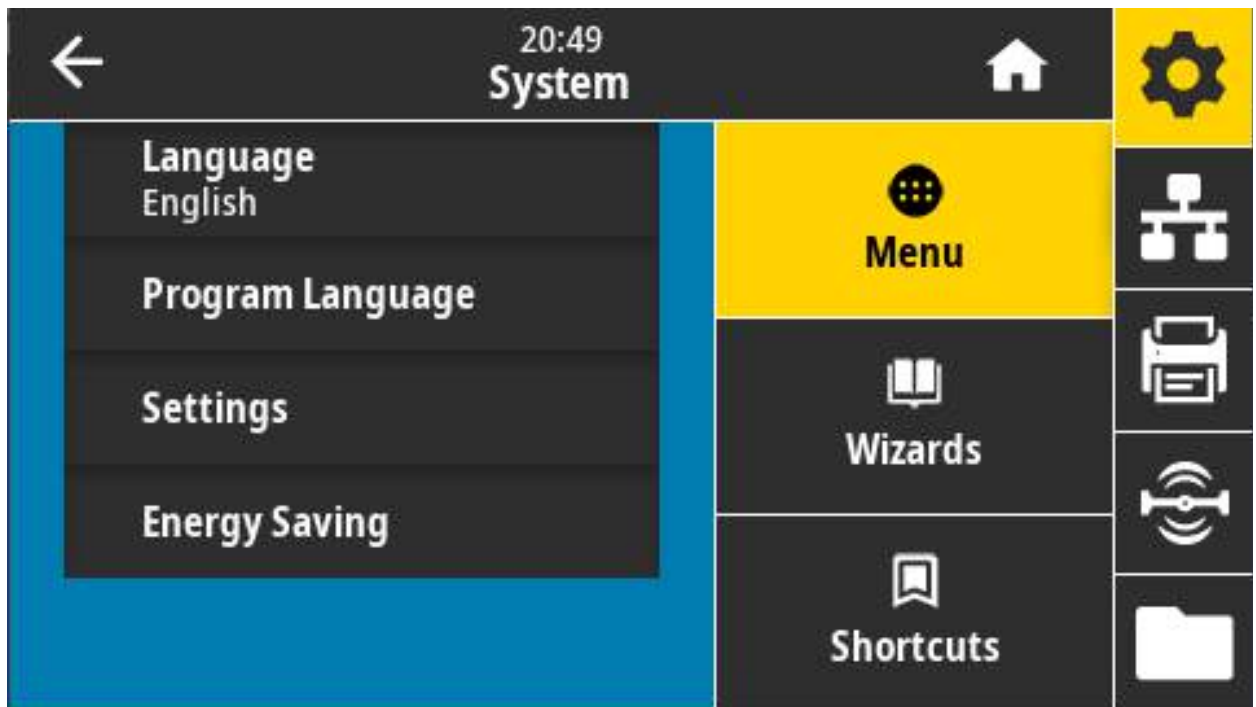 20:49
System
Language
English
Program Language
Settings
Energy Saving
Menu
Wizards
Shortcuts